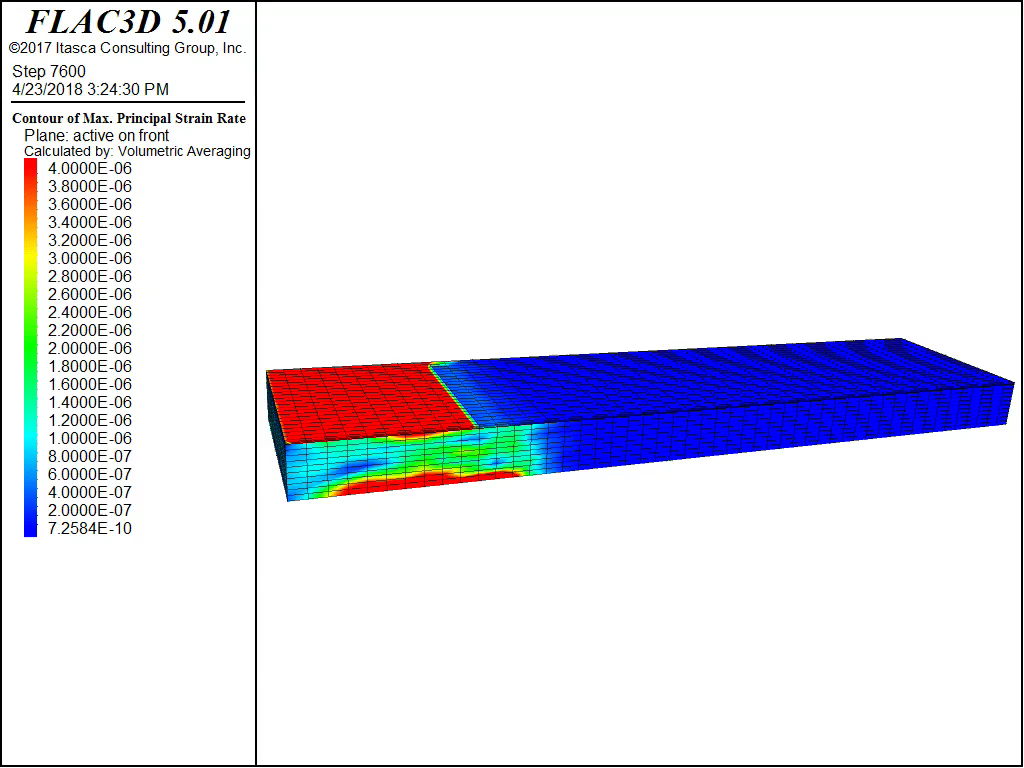 FLAC3D 5.01
©2017 Itasca Consulting Group, Inc.
Step 7600
4/23/2018 3:24:30 PM
Contour of Max. Principal Strain Rate
Plane: active on front
Calculated by: Volumetric Averaging
4.0000E-06
3.8000E-06
3.6000E-06
3.4000E-06
3.2000E-06
3.0000E-06
2.8000E-06
2.6000E-06
2.4000E-06
2.2000E-06
2.0000E-06
1.8000E-06
1.6000E-06
1.4000E-06
1.2000E-06
1.0000E-06
8.0000E-07
6.0000E-07
4.0000E-07
2.0000E-07
7.2584E-10